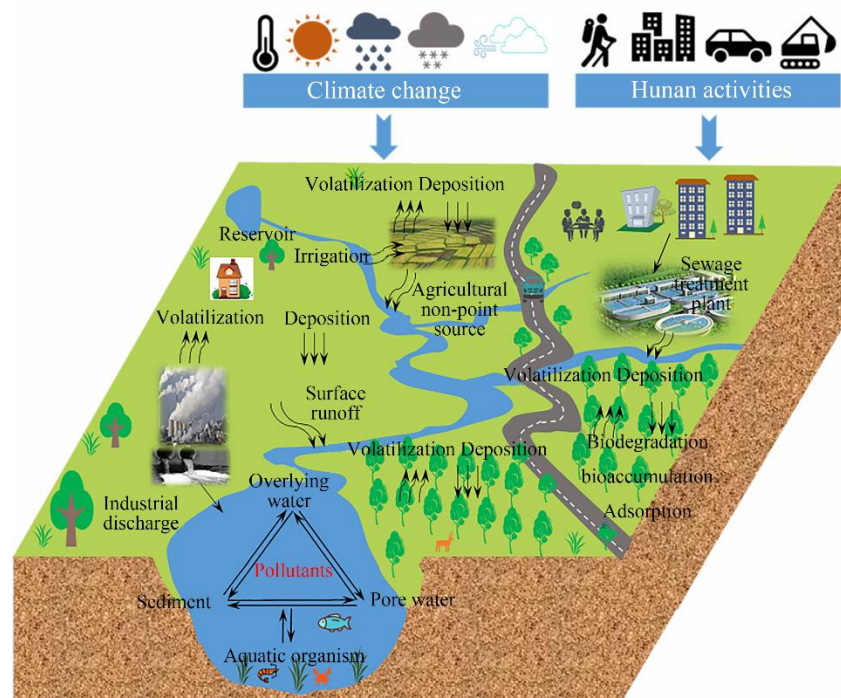 Climate change
Hunan activities
Volatilization Deposition
Reservoir
Irrigation
Sewage
treatment
plant
Agricultural
non-point
source
Volatilization
Deposition
Volatilization Deposition
Surface
runoff
Volatilization Deposition
Biodegradation
bioaccumulation
Adsorption
Industrial
discharge
Overlying
water
Pollutants
Sediment
Pore water
Aquatic organism